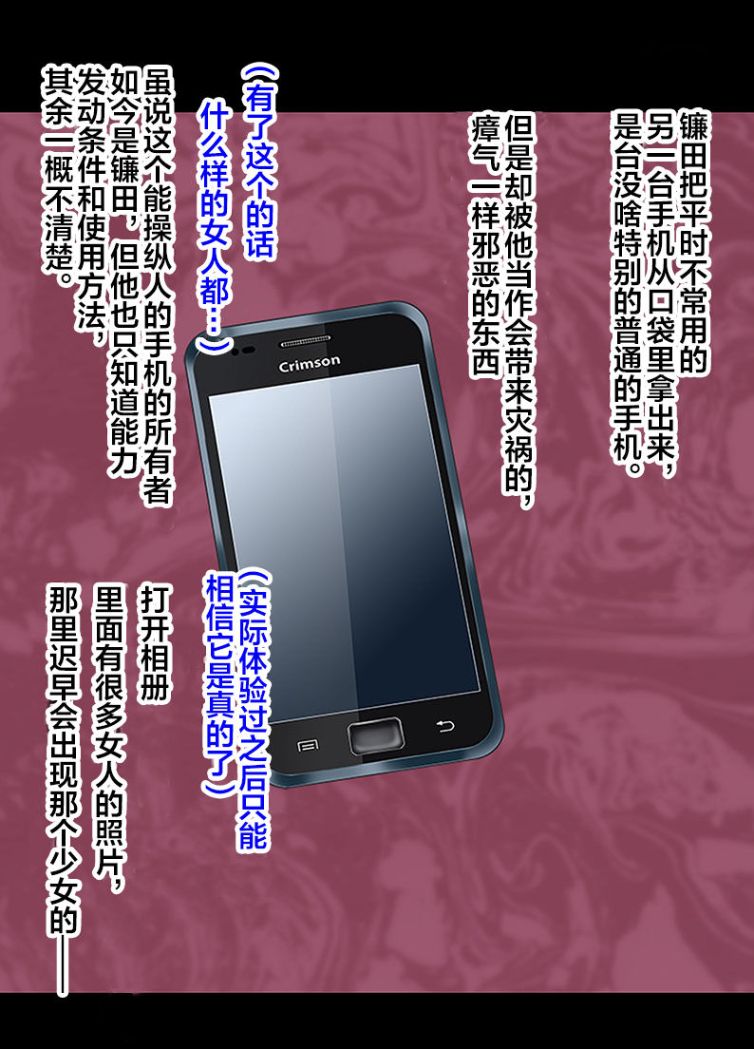 镰田把平时不常用的
另一台手机从口袋里拿出来，
是台没啥特别的普通的手机。
但是却被他当作会带来灾祸的，
瘴气一样邪恶的东西
（有了这个的话
什么样的女人都…）
虽说这个能操纵人的手机的所有者
如今是镰田，但他也只知道能力
发动条件和使用方法，
其余一概不清楚。
Crimson
（实际体验过之后只能
相信它是真的了）
打开相册
里面有很多女人的照片，
那里迟早会出现那个少女的——